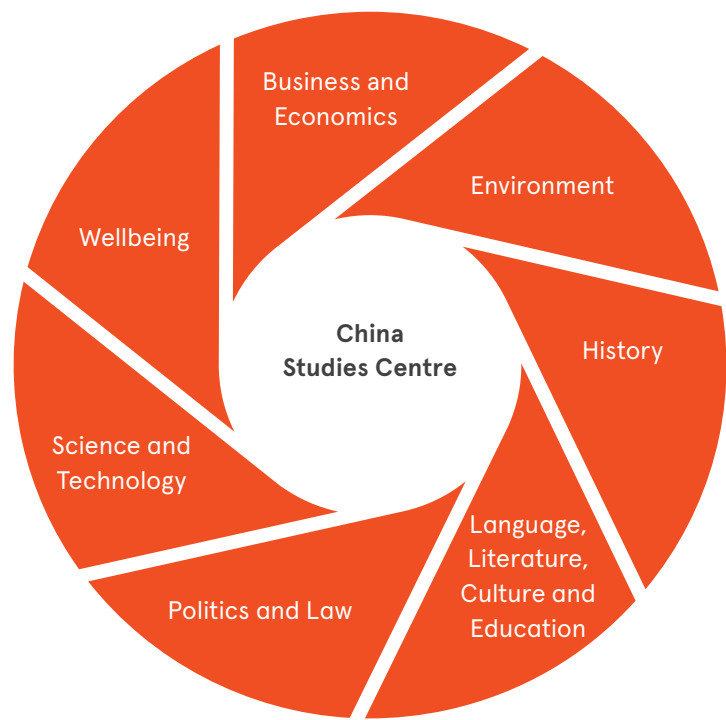 Business and
Economics
Environment
Wellbeing
China
Studies Centre
History
Science and
Technology
Language,
Literature,
Culture and
Education
Politics and Law